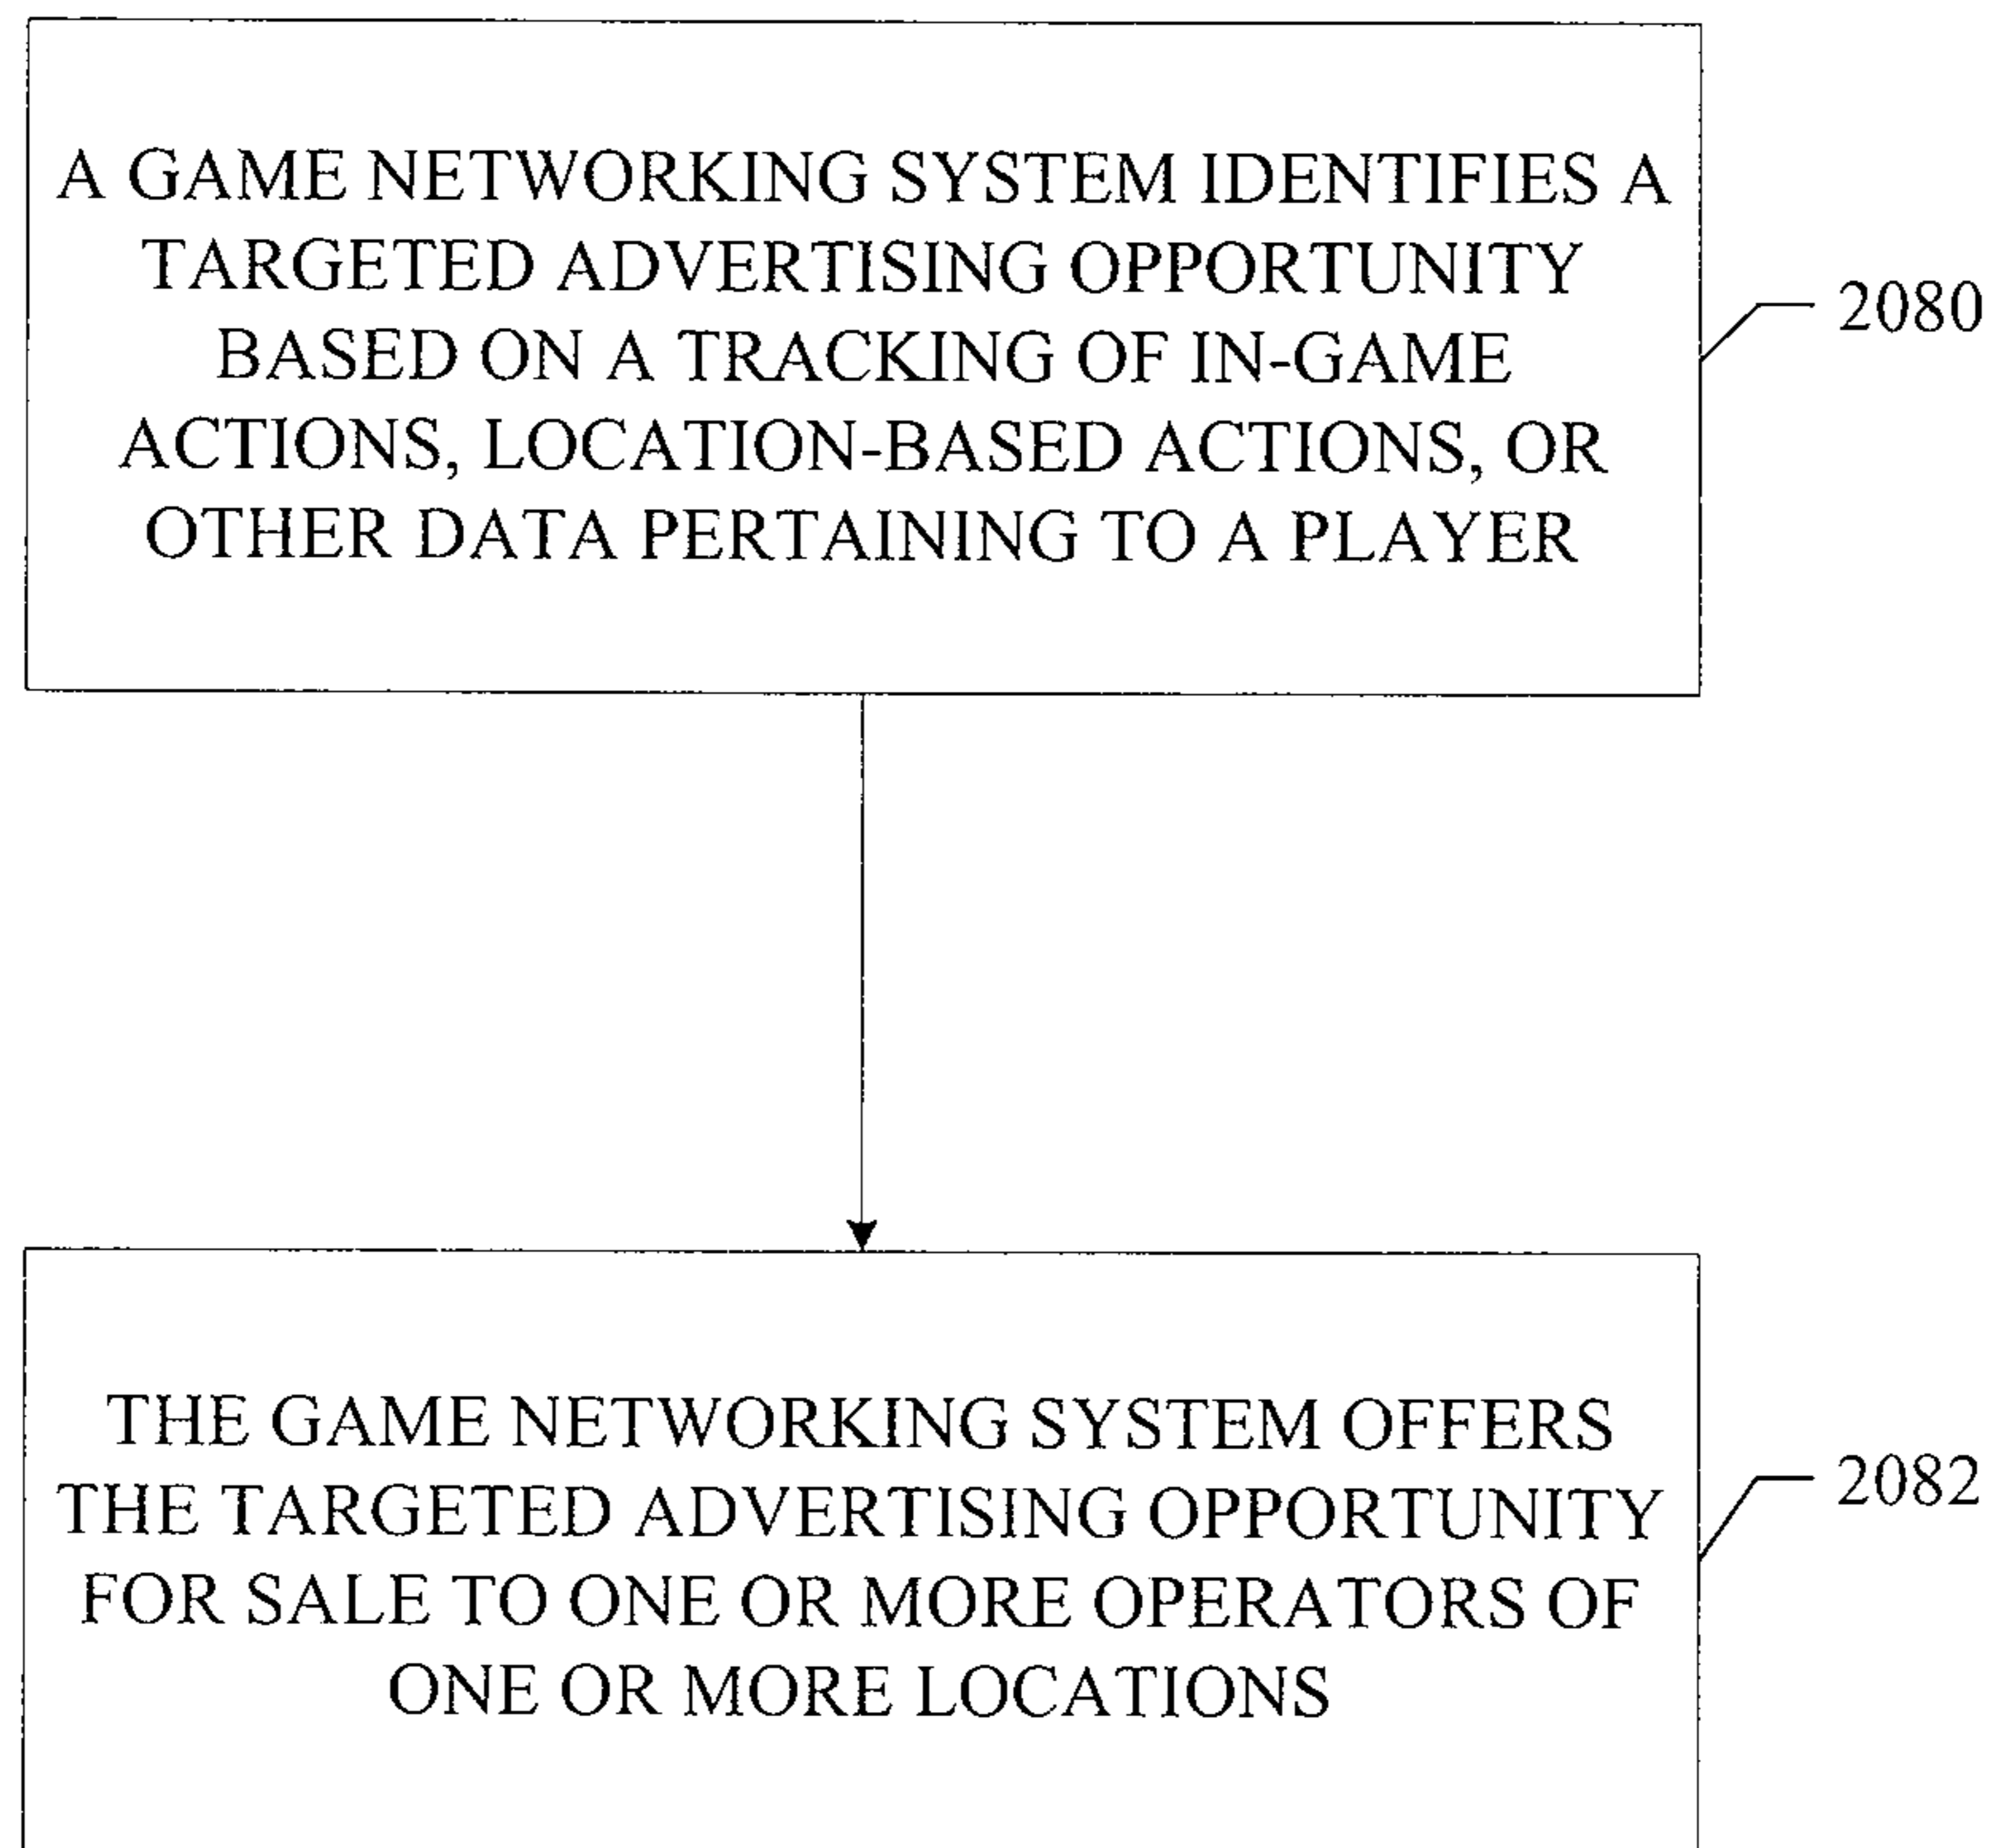 A GAME NETWORKING SYSTEM IDENTIFIES A
TARGETED ADVERTISING OPPORTUNITY
BASED ON A TRACKING OF IN-GAME
ACTIONS, LOCATION-BASED ACTIONS, OR
OTHER DATA PERTAINING TO A PLAYER
2080
THE GAME NETWORKING SYSTEM OFFERS
THE TARGETED ADVERTISING OPPORTUNITY
FOR SALE TO ONE OR MORE OPERATORS OF
ONE OR MORE LOCATIONS
2082